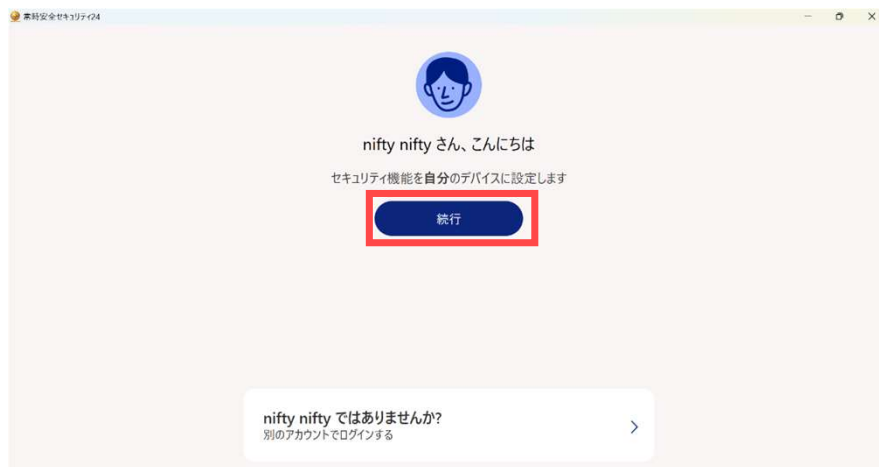 常時安全セキュリティ24
nifty nifty さん、こんにちは
セキュリティ機能を自分のデバイスに設定します
続行
nifty nifty ではありませんか?
別のアカウントでログインする